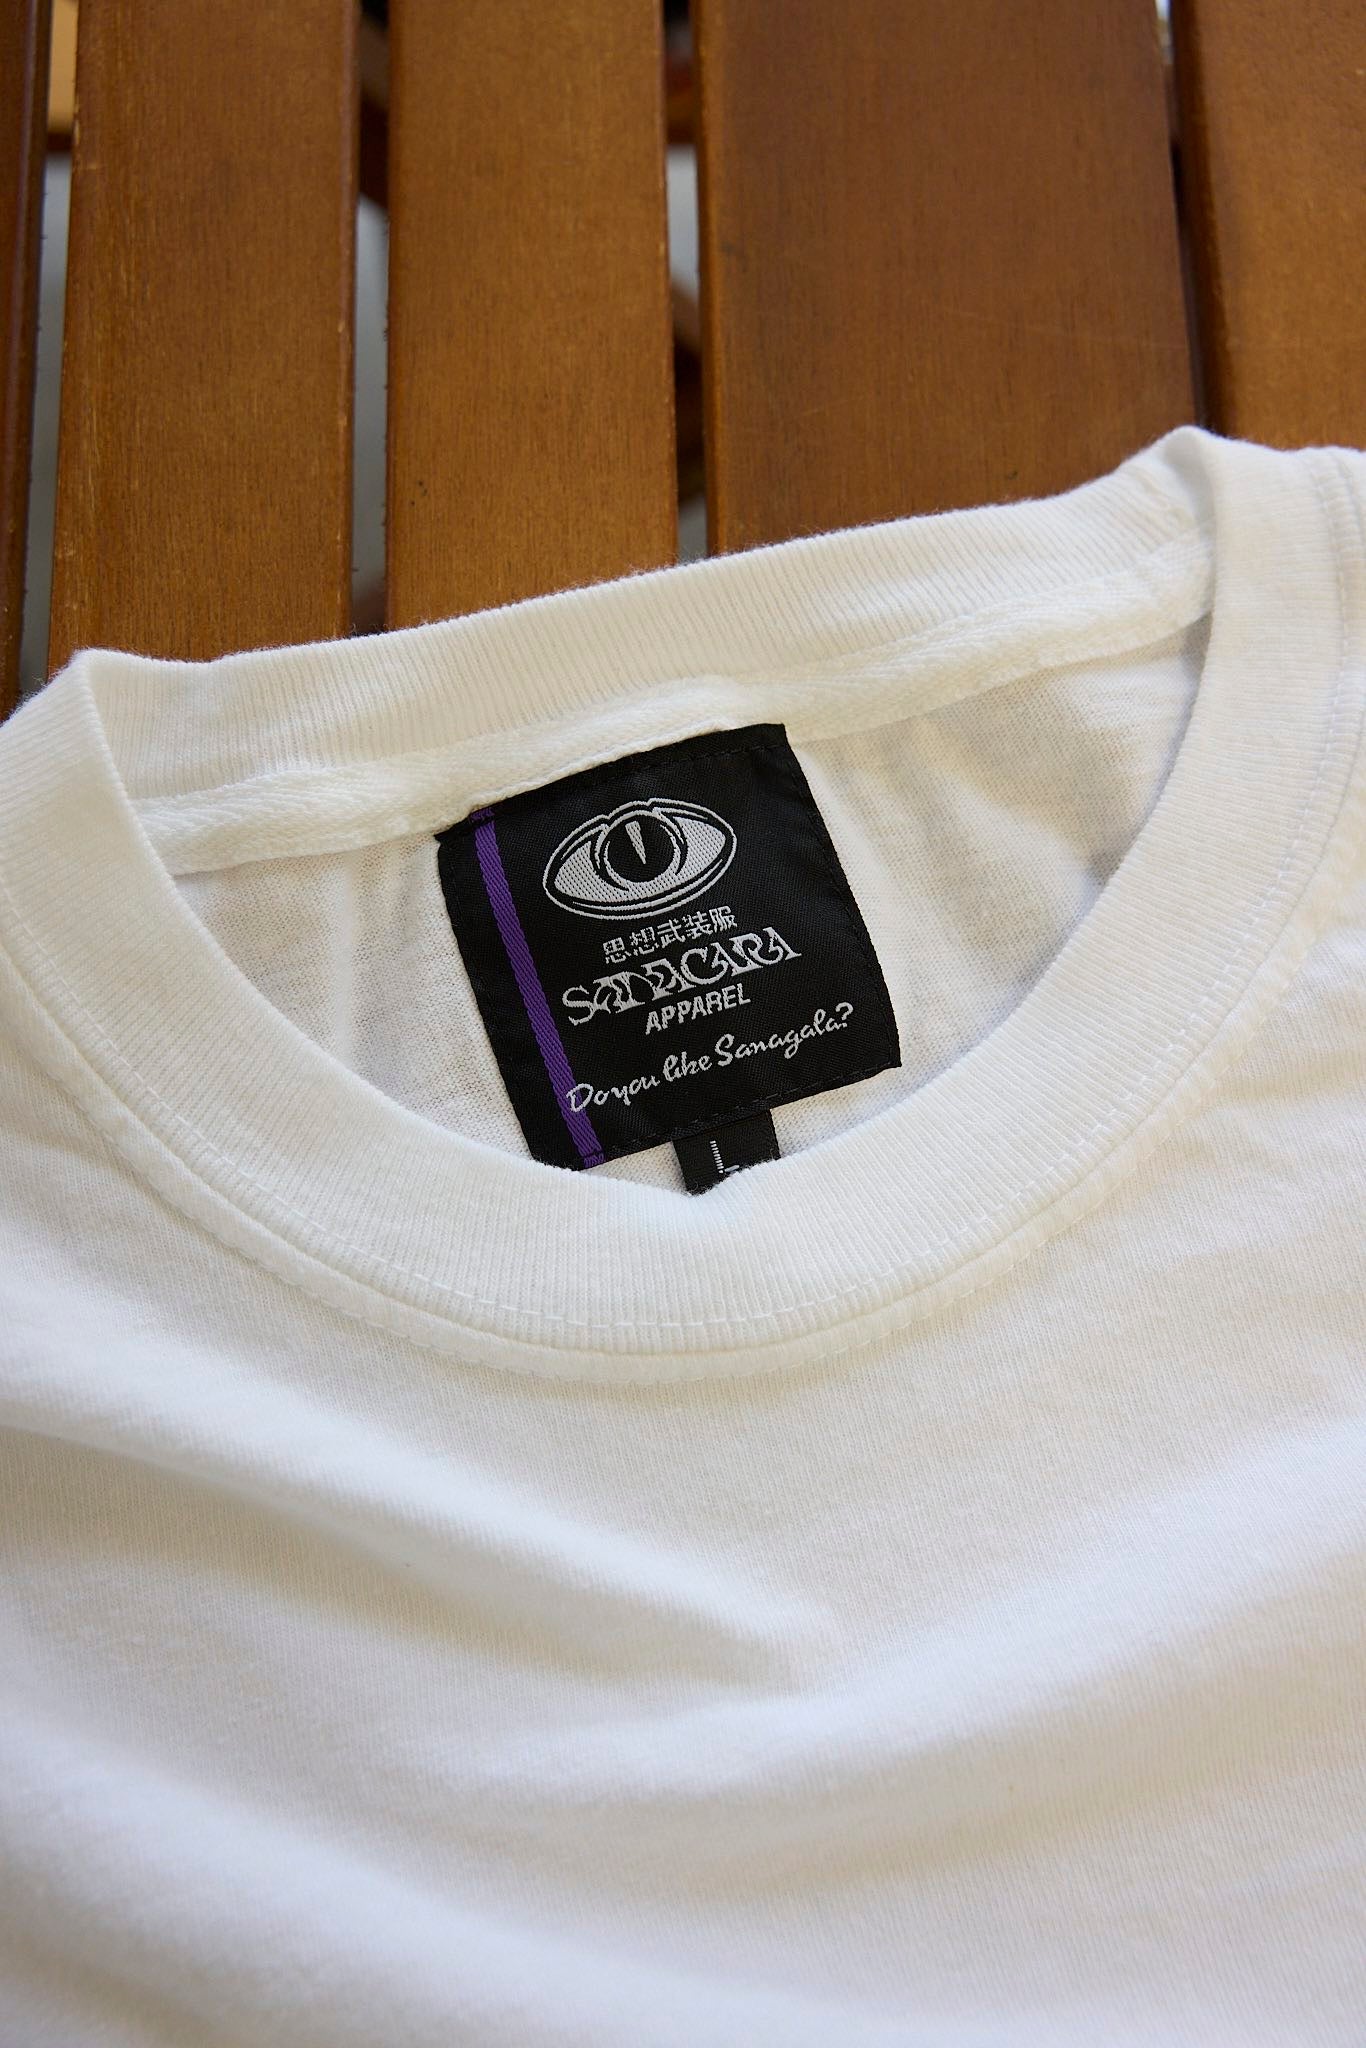 思想武装服
SANAGARA
APPAREL
Do you like Sanagala?
L